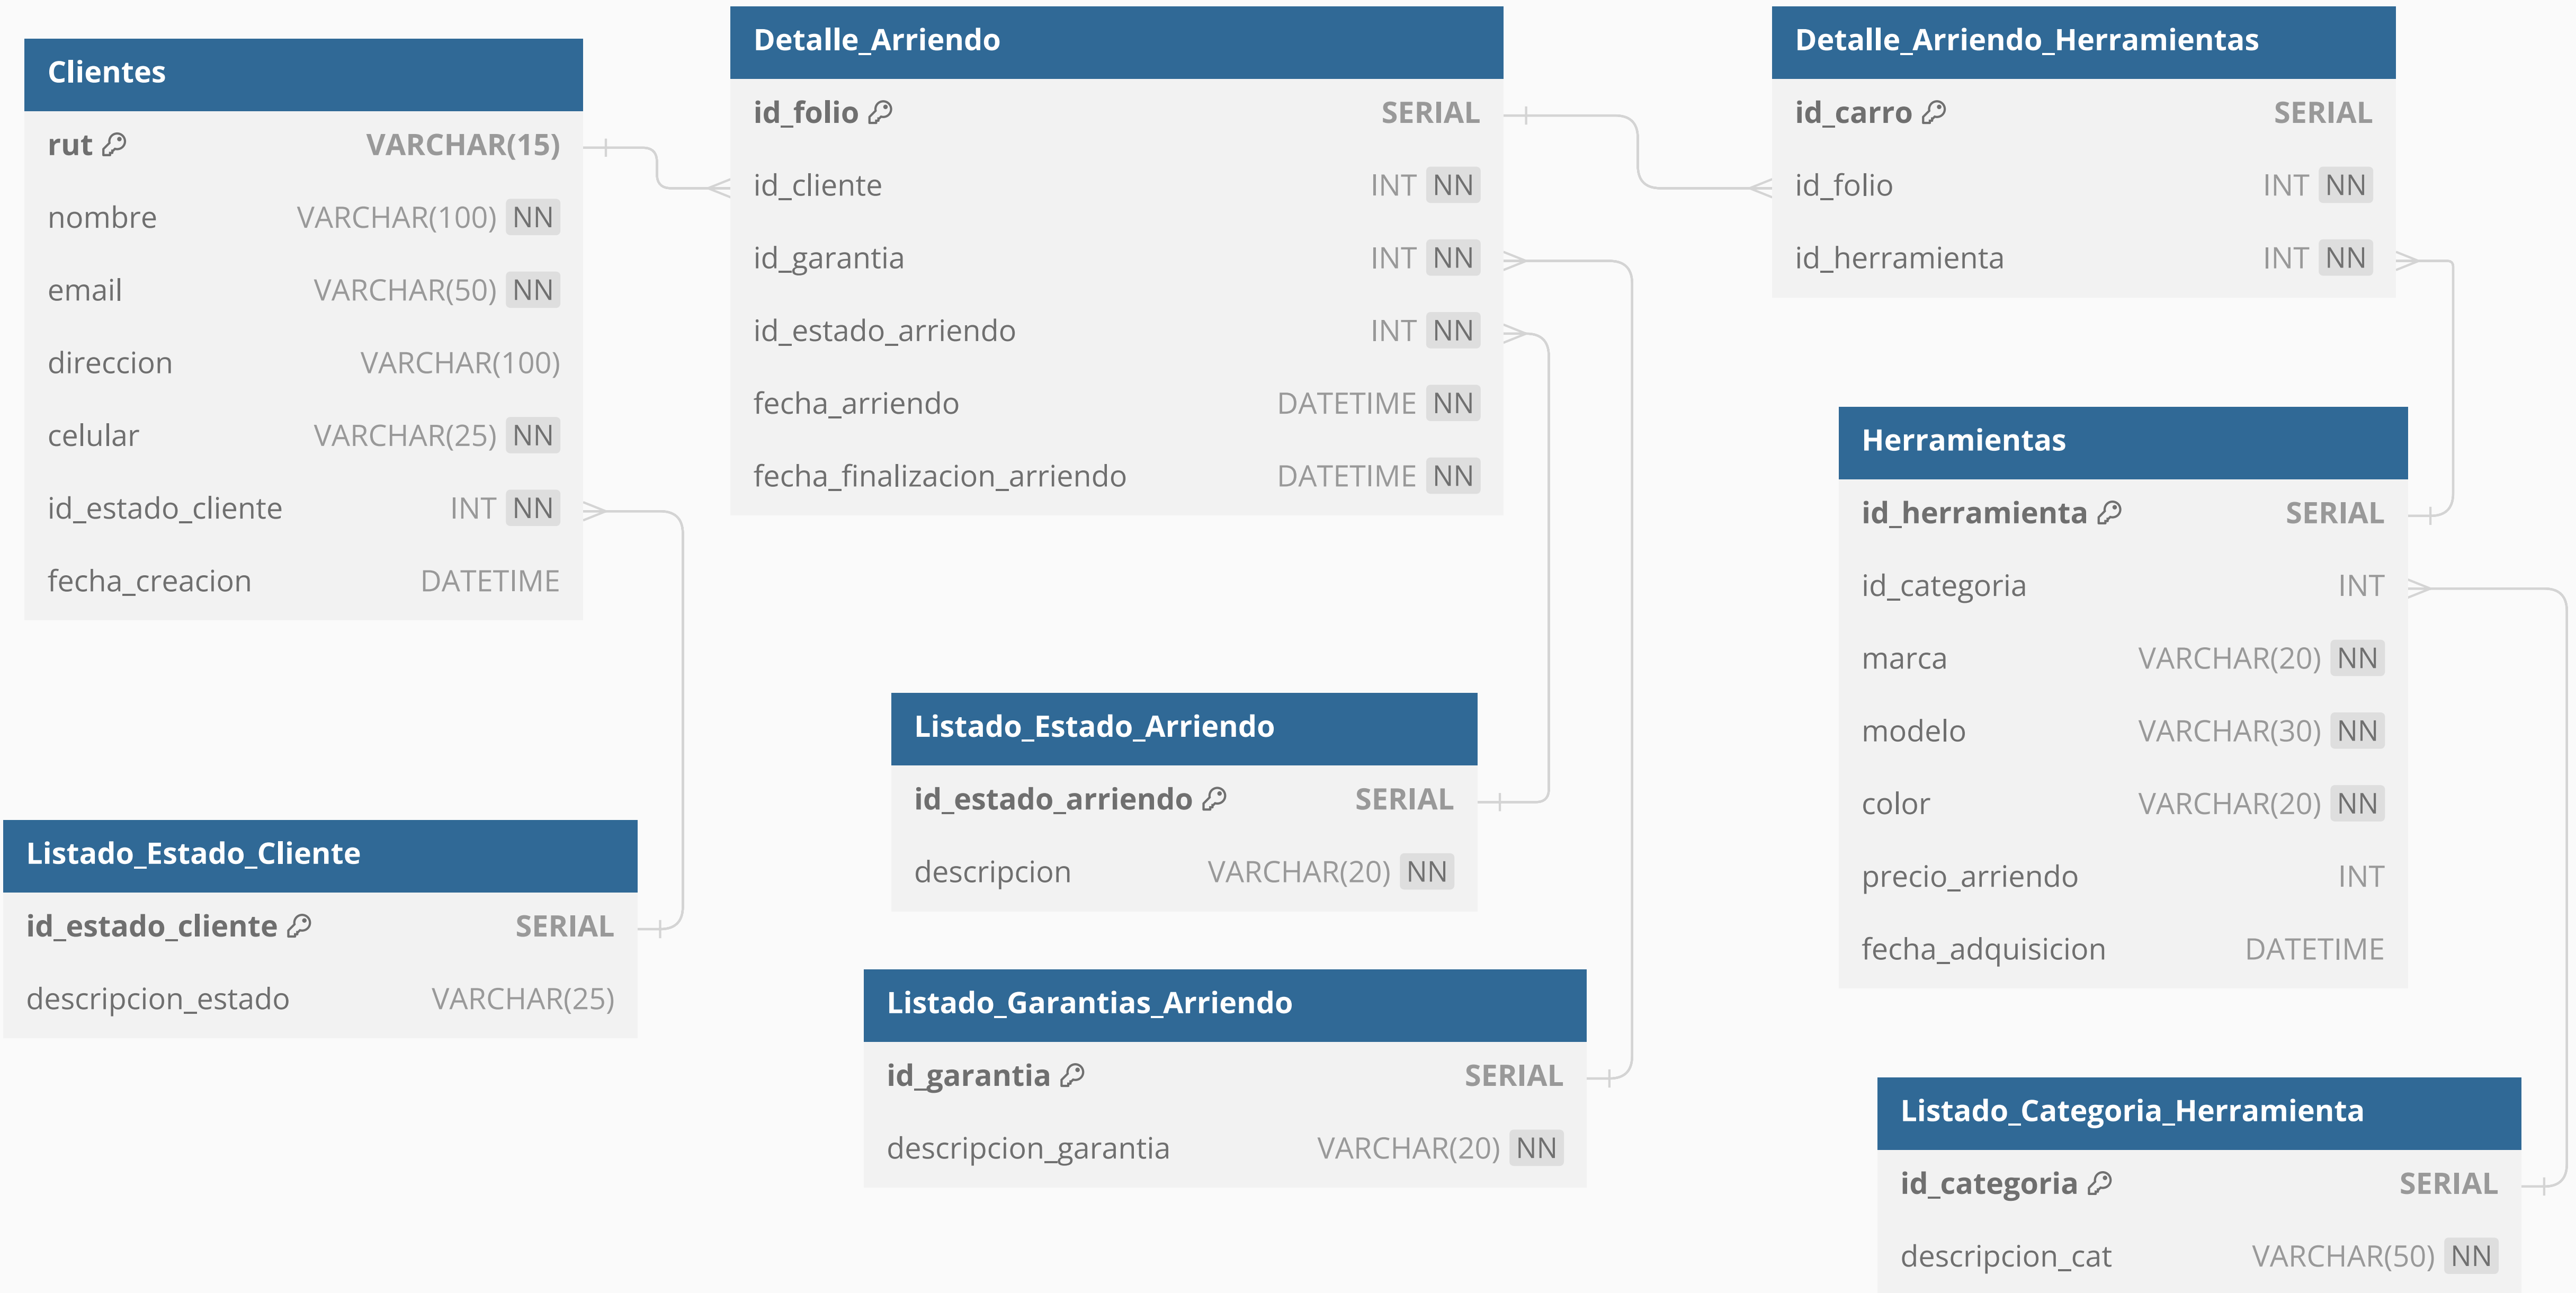 Clientes
rut VARCHAR(15)
nombre VARCHAR(100) NN
email VARCHAR(50) NN
direccion VARCHAR(100)
celular VARCHAR(25) NN
id_estado_cliente INT NN
fecha_creacion DATETIME
Listado_Estado_Cliente
id_estado_cliente SERIAL
descripcion_estado VARCHAR(25)
Detalle_Arriendo
id_folio SERIAL
id_cliente INT NN
id_garantia INT NN
id_estado_arriendo INT NN
fecha_arriendo DATETIME NN
fecha_finalizacion_arriendo DATETIME NN
Listado_Estado_Arriendo
id_estado_arriendo SERIAL
descripcion VARCHAR(20) NN
Listado_Garantias_Arriendo
id_garantia SERIAL
descripcion_garantia VARCHAR(20) NN
Detalle_Arriendo_Herramientas
id_carro SERIAL
id_folio INT NN
id_herramienta INT NN
Herramientas
id_herramienta SERIAL
id_categoria INT
marca VARCHAR(20) NN
modelo VARCHAR(30) NN
color VARCHAR(20) NN
precio_arriendo INT
fecha_adquisicion DATETIME
Listado_Categoria_Herramienta
id_categoria SERIAL
descripcion_cat VARCHAR(50) NN